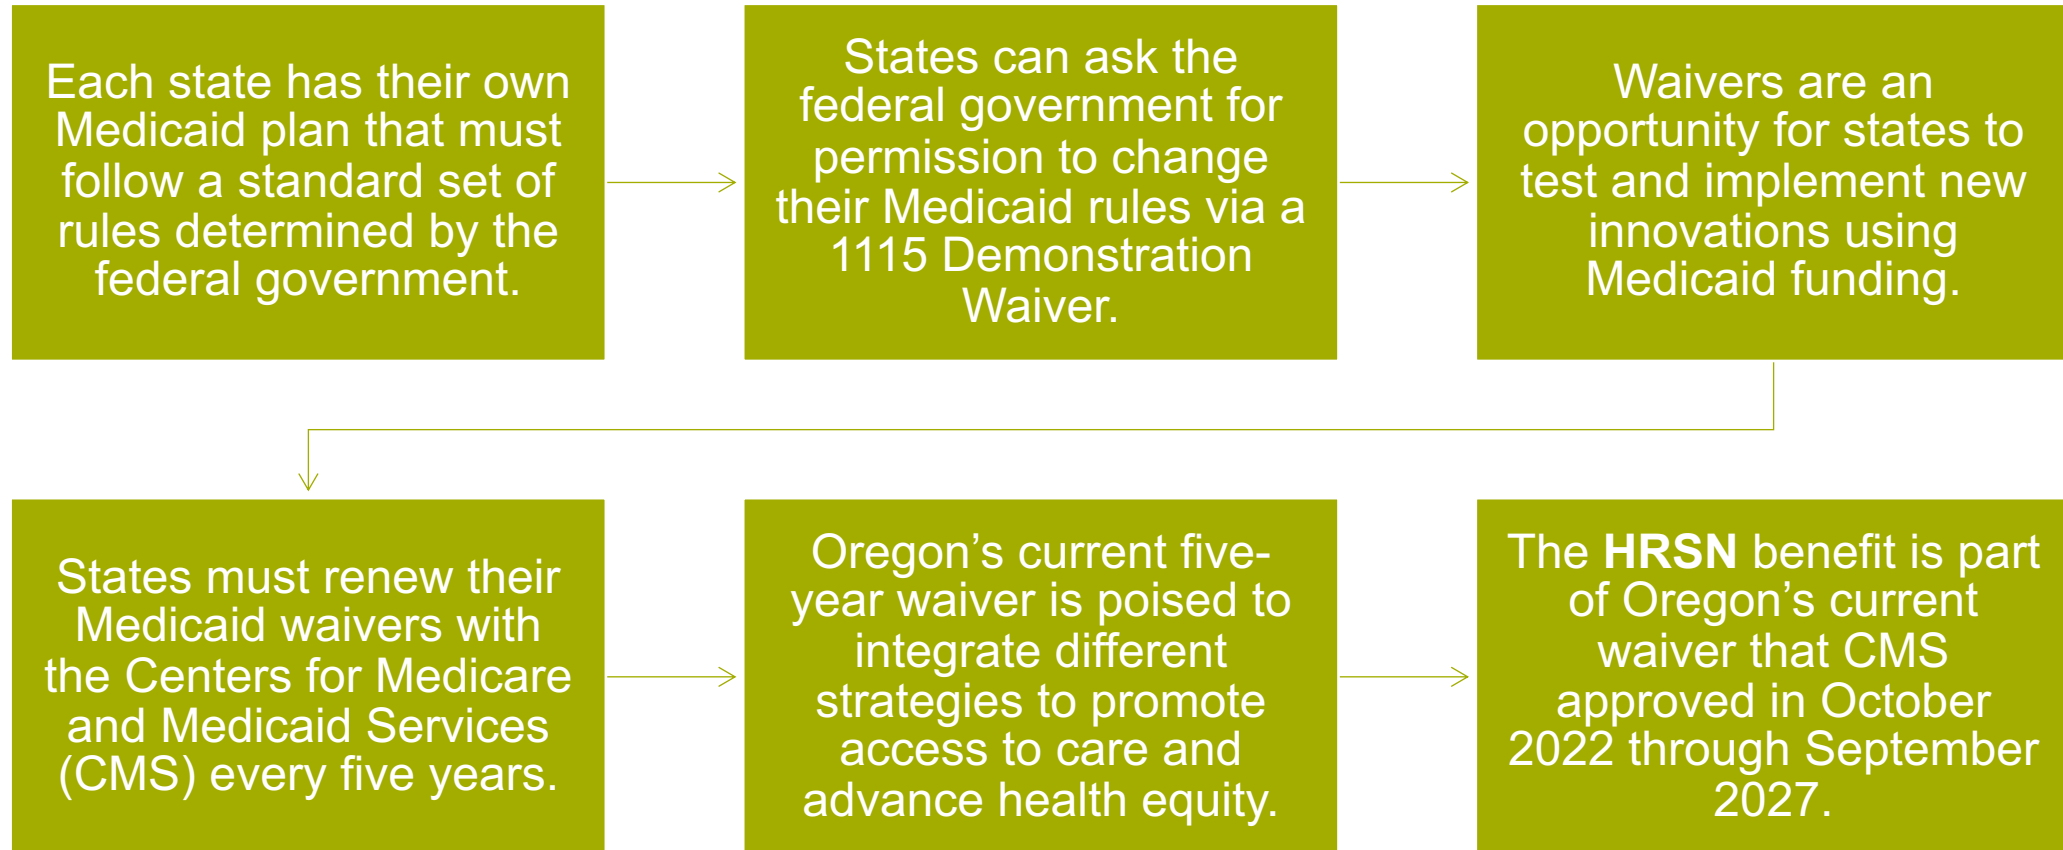 Each state has their own
Medicaid plan that must
follow a standard set of
rules determined by the
federal government.
States can ask the
federal government for
permission to change
their Medicaid rules via a
1115 Demonstration
Waiver.
Waivers are an
opportunity for states to
test and implement new
innovations using
Medicaid funding.
States must renew their
Medicaid waivers with
the Centers for Medicare
and Medicaid Services
(CMS) every five years.
Oregon’s current five-
year waiver is poised to
integrate different
strategies to promote
access to care and
advance health equity.
The HRSN benefit is part
of Oregon’s current
waiver that CMS
approved in October
2022 through September
2027.